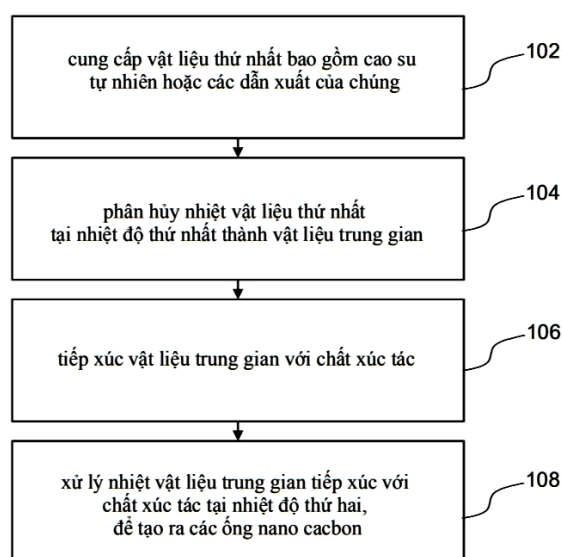 cung cấp vật liệu thứ nhất bao gồm cao su
tự nhiên hoặc các dẫn xuất của chúng
102
phân hủy nhiệt vật liệu thứ nhất
tại nhiệt độ thứ nhất thành vật liệu trung gian
104
tiếp xúc vật liệu trung gian với chất xúc tác
106
xử lý nhiệt vật liệu trung gian tiếp xúc với
chất xúc tác tại nhiệt độ thứ hai,
để tạo ra các ống nano cacbon
108